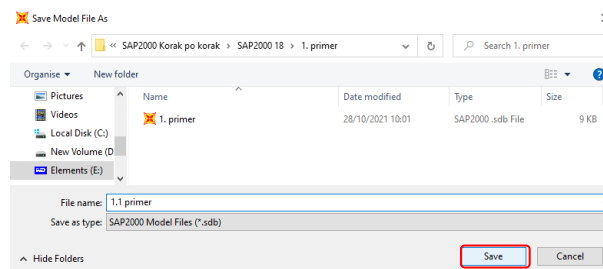 Save Model File As
« SAP2000 Korak po korak › SAP2000 18 › 1. primer
Search 1. primer
Organise
New folder
Pictures
Videos
Local Disk (C:)
New Volume (D
Elements (E:)
Name Date modified Type Size
1. primer 28/10/2021 10:01 SAP2000 .sdb File 9 KB
File name: 1.1 primer
Save as type: SAP2000 Model Files (*.sdb)
Hide Folders
Save
Cancel